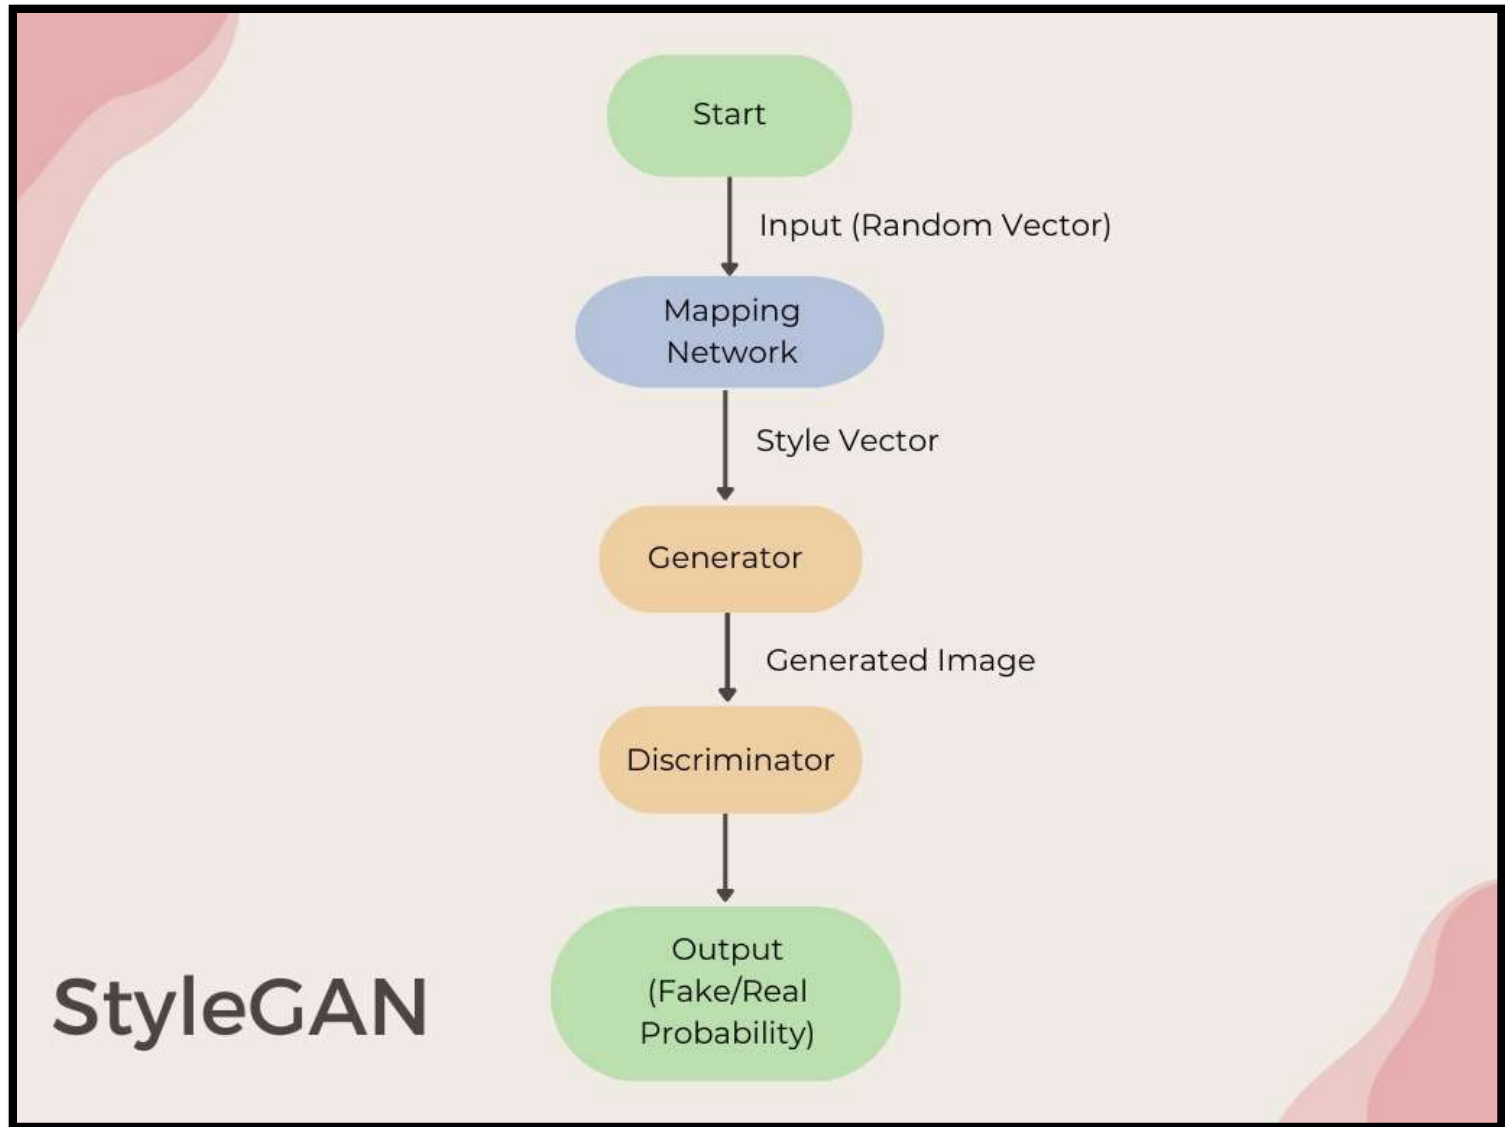 Start
Input (Random Vector)
Mapping
Network
Style Vector
Generator
Generated Image
Discriminator
Output
(Fake/Real
Probability)
StyleGAN